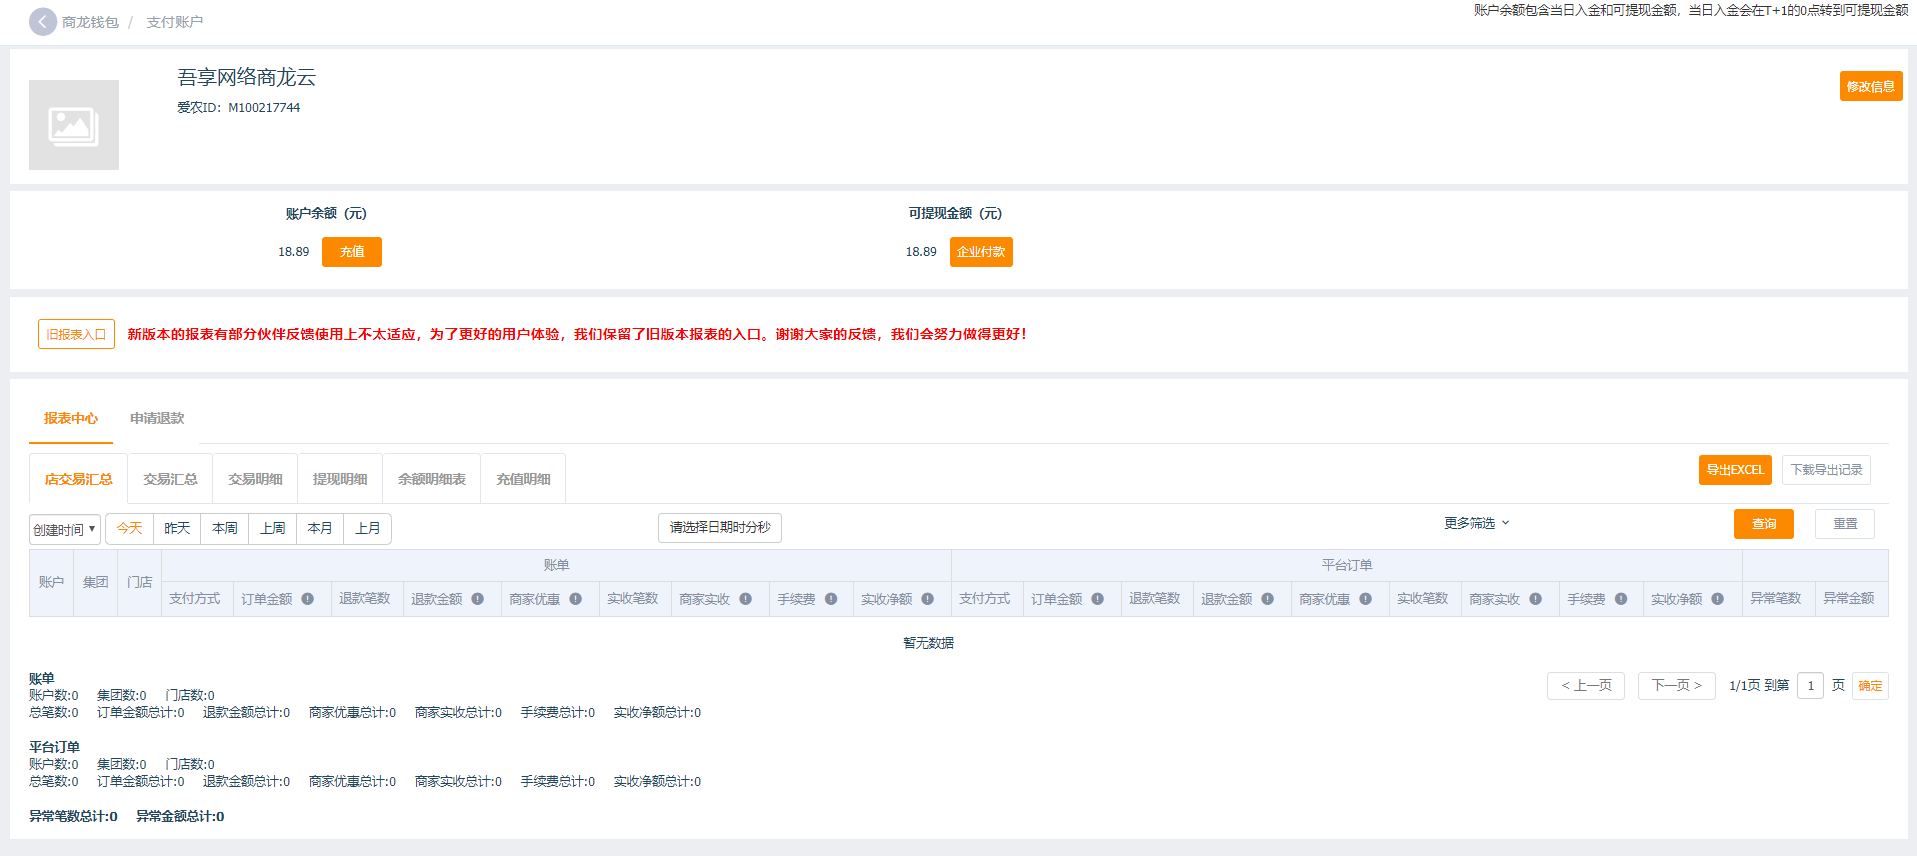 商龙钱包 / 支付账户
账户余额包含当日入金和可提现金额，当日入金会在T+1的0点转到可提现金额
吾享网络商龙云
爱农ID：M100217744
修改信息
账户余额（元）
18.89 充值
可提现金额（元）
18.89 企业付款
旧报表入口 新版本的报表有部分伙伴反馈使用上不太适应，为了更好的用户体验，我们保留了旧版本报表的入口。谢谢大家的反馈，我们会努力做得更好！
报表中心 申请退款
店交易汇总 交易汇总 交易明细 提现明细 余额明细表 充值明细 导出EXCEL 下载导出记录
创建时间 今天 昨天 本周 上周 本月 上月 请选择日期时分秒 更多筛选 查询 重置
账户 集团 门店 账单 平台订单
支付方式 订单金额 退款笔数 退款金额 商家优惠 实收笔数 商家实收 手续费 实收净额 支付方式 订单金额 退款笔数 退款金额 商家优惠 实收笔数 商家实收 手续费 实收净额 异常笔数 异常金额
暂无数据
账单
账户数:0 集团数:0 门店数:0
总笔数:0 订单金额总计:0 退款金额总计:0 商家优惠总计:0 商家实收总计:0 手续费总计:0 实收净额总计:0
< 上一页 下一页 > 1/1页 到第 1 页 确定
平台订单
账户数:0 集团数:0 门店数:0
总笔数:0 订单金额总计:0 退款金额总计:0 商家优惠总计:0 商家实收总计:0 手续费总计:0 实收净额总计:0
异常笔数总计:0 异常金额总计:0